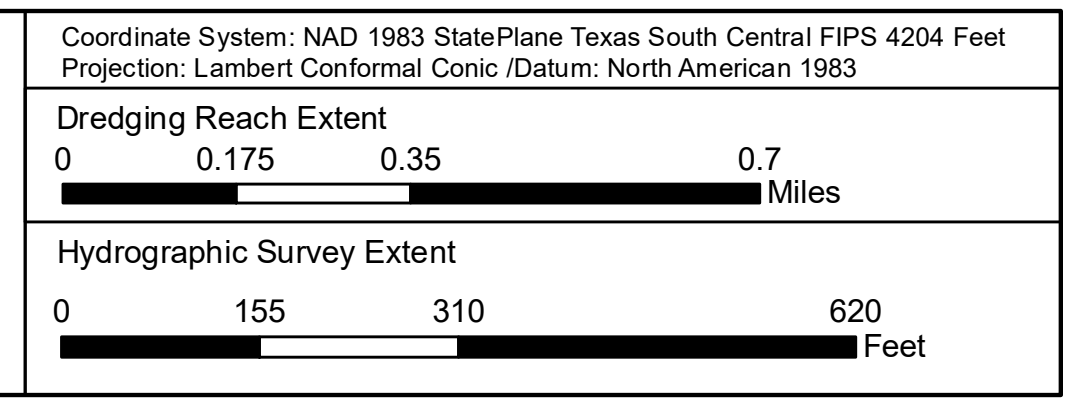 Coordinate System: NAD 1983 StatePlane Texas South Central FIPS 4204 Feet
Projection: Lambert Conformal Conic /Datum: North American 1983
Dredging Reach Extent
0 0.175 0.35 0.7
Miles
Hydrographic Survey Extent
0 155 310 620
Feet